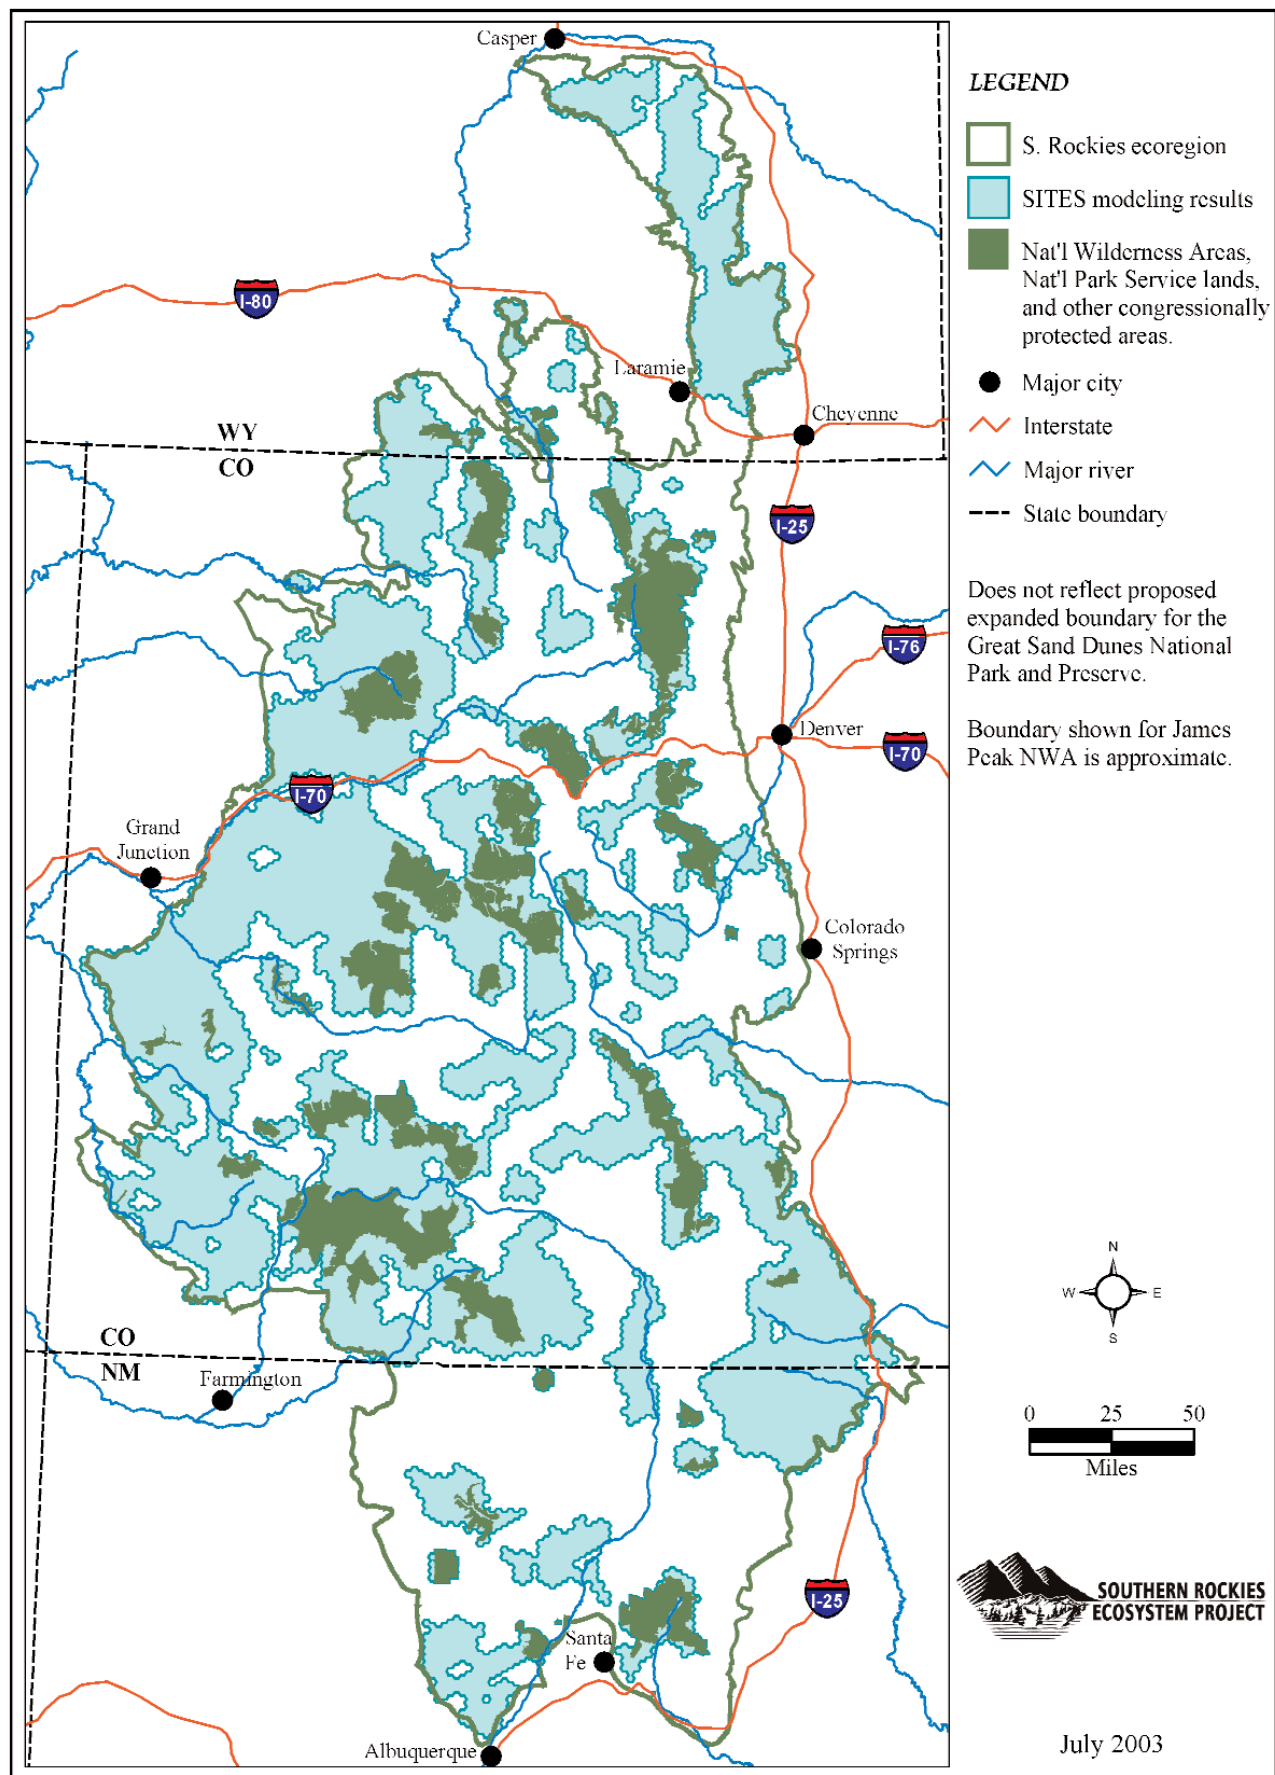 Casper
I-80
Laramie
Cheyenne
WY
CO
I-25
I-76
Denver
I-70
I-70
Grand
Junction
Colorado
Springs
CO
NM
Farmington
I-25
Santa
Fe
Albuquerque
LEGEND
S. Rockies ecoregion
SITES modeling results
Nat'l Wilderness Areas,
Nat'l Park Service lands,
and other congressionally
protected areas.
Major city
Interstate
Major river
State boundary
Does not reflect proposed
expanded boundary for the
Great Sand Dunes National
Park and Preserve.
Boundary shown for James
Peak NWA is approximate.
N
W E
S
0 25 50
Miles
SOUTHERN ROCKIES
ECOSYSTEM PROJECT
July 2003